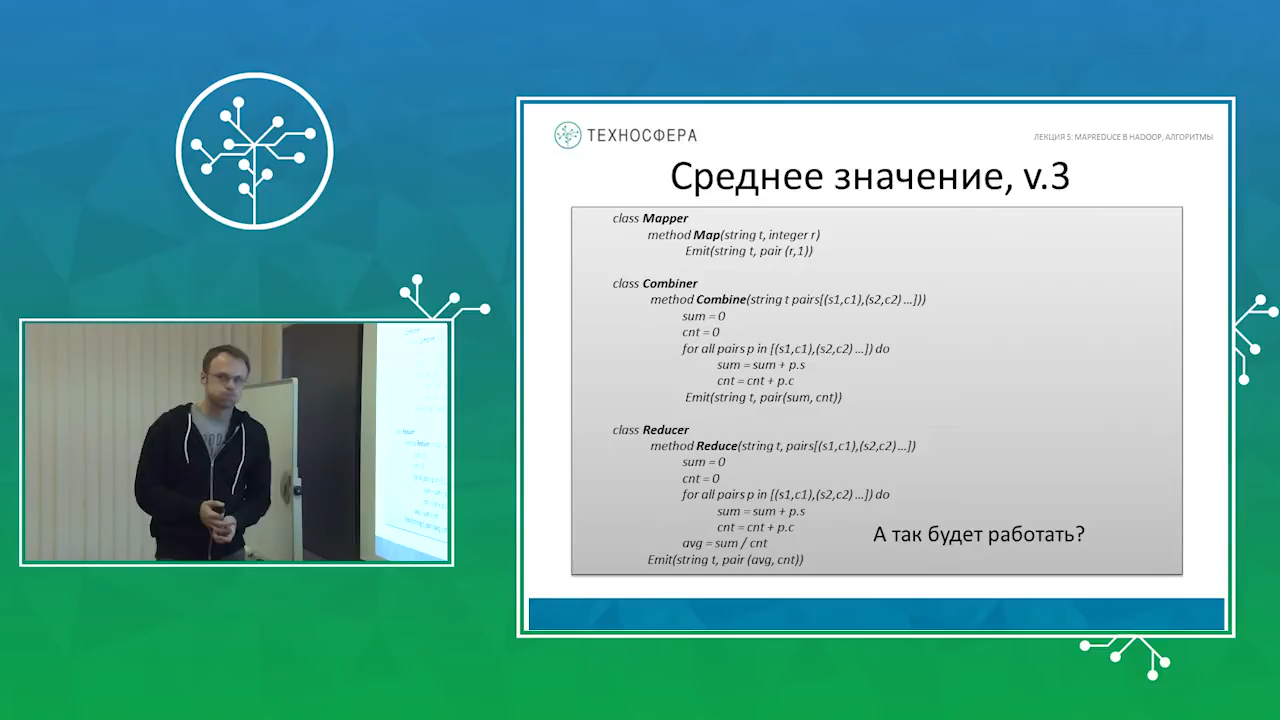 ТЕХНОСФЕРА
ЛЕКЦИЯ 5: MAPREDUCE В HADOOP, АЛГОРИТМЫ
Среднее значение, v.3
class Mapper
method Map(string t, integer r)
Emit(string t, pair (r,1))
class Combiner
method Combine(string t pairs[(s1,c1),(s2,c2) …]))
sum = 0
cnt = 0
for all pairs p in [(s1,c1),(s2,c2) …]) do
sum = sum + p.s
cnt = cnt + p.c
Emit(string t, pair(sum, cnt))
class Reducer
method Reduce(string t, pairs[(s1,c1),(s2,c2) …])
sum = 0
cnt = 0
for all pairs p in [(s1,c1),(s2,c2) …]) do
sum = sum + p.s
cnt = cnt + p.c
avg = sum / cnt
Emit(string t, pair (avg, cnt))
А так будет работать?